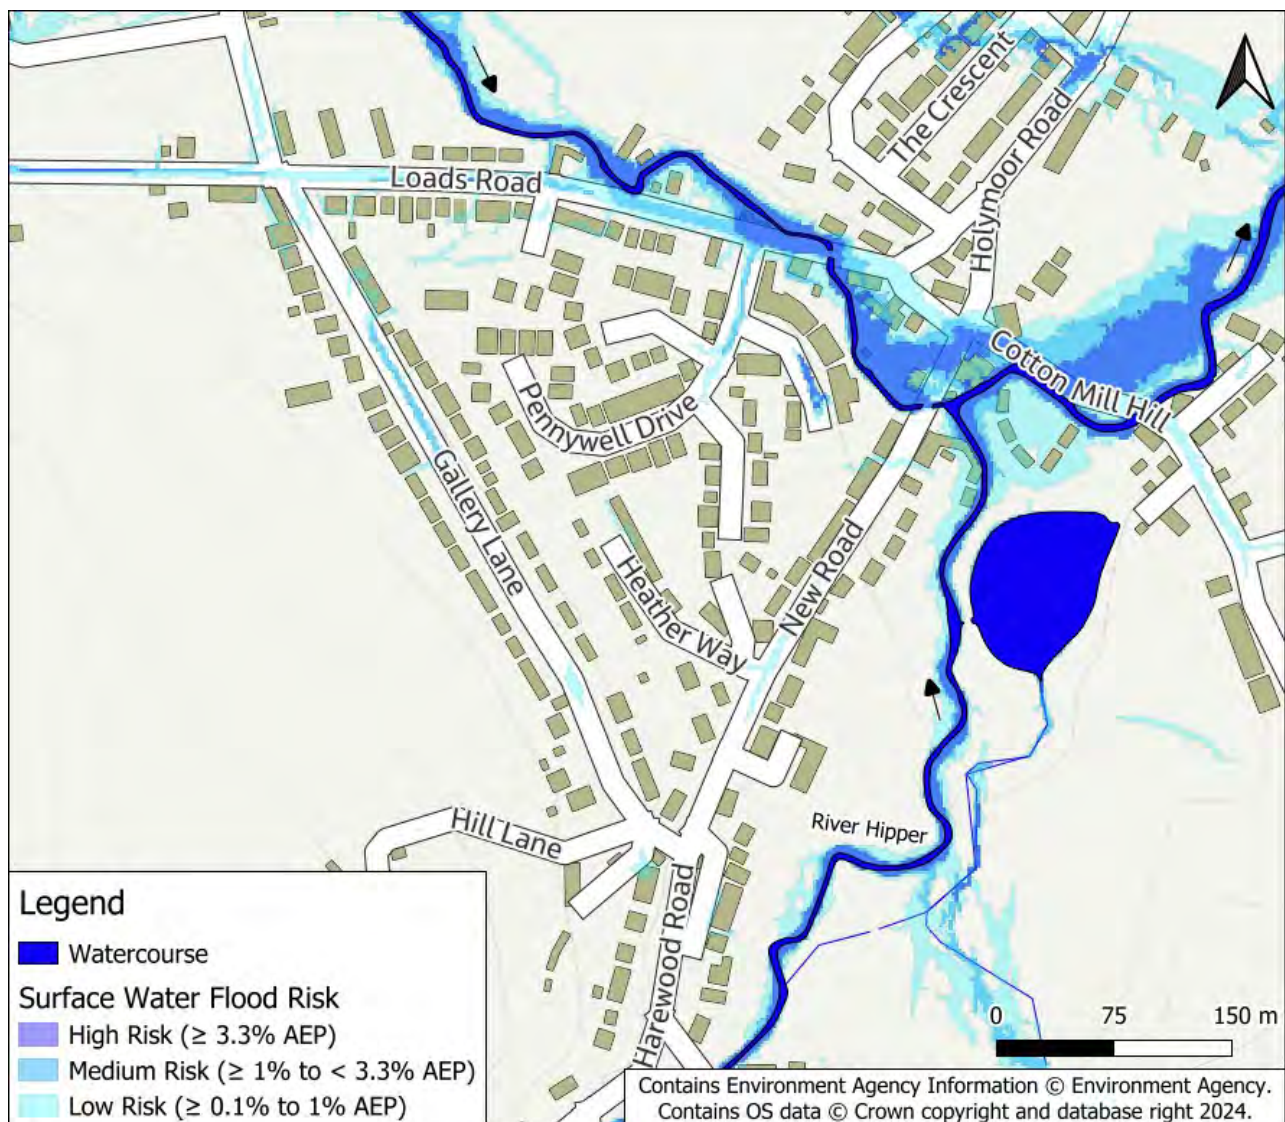 The Crescent
Holymoor Road
Loads Road
Cotton Mill Hill
Pennywell Drive
Gallery Lane
New Road
Heather Way
River Hipper
Hill Lane
Harewood Road
Legend
Watercourse
Surface Water Flood Risk
High Risk (≥ 3.3% AEP)
Medium Risk (≥ 1% to < 3.3% AEP)
Low Risk (≥ 0.1% to 1% AEP)
0 75 150 m
Contains Environment Agency Information © Environment Agency.
Contains OS data © Crown copyright and database right 2024.